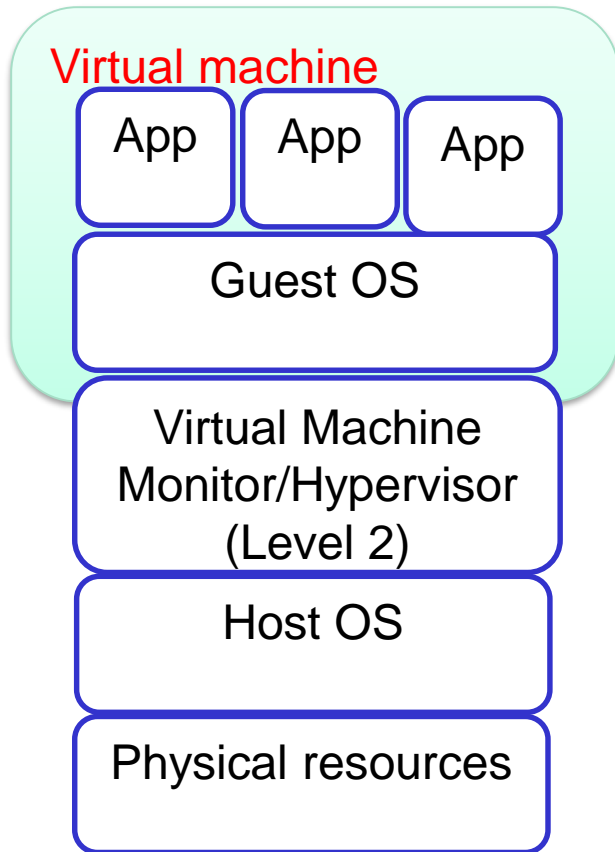 Virtual machine
App App App
Guest OS
Virtual Machine
Monitor/Hypervisor
(Level 2)
Host OS
Physical resources